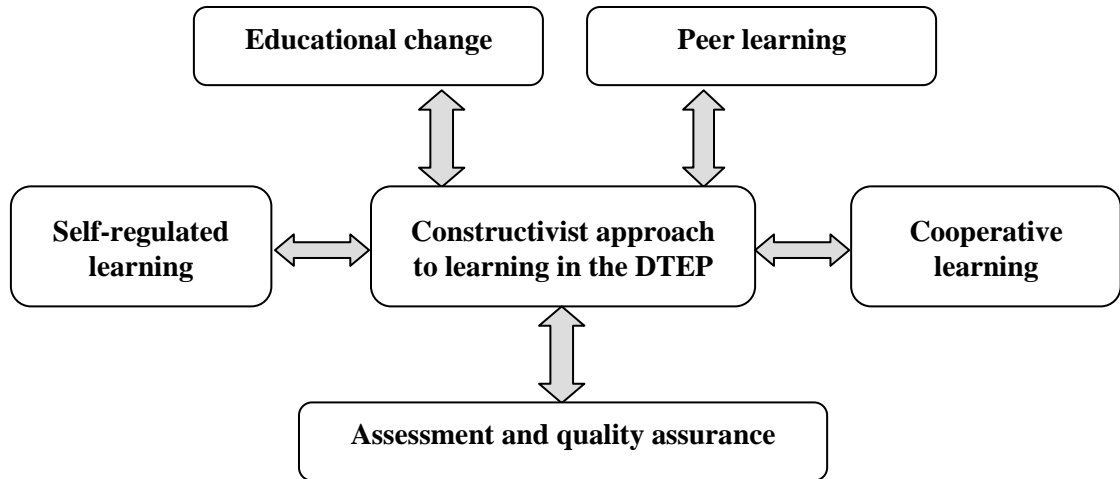 Educational change
Peer learning
Self-regulated
learning
Constructivist approach
to learning in the DTEP
Cooperative
learning
Assessment and quality assurance